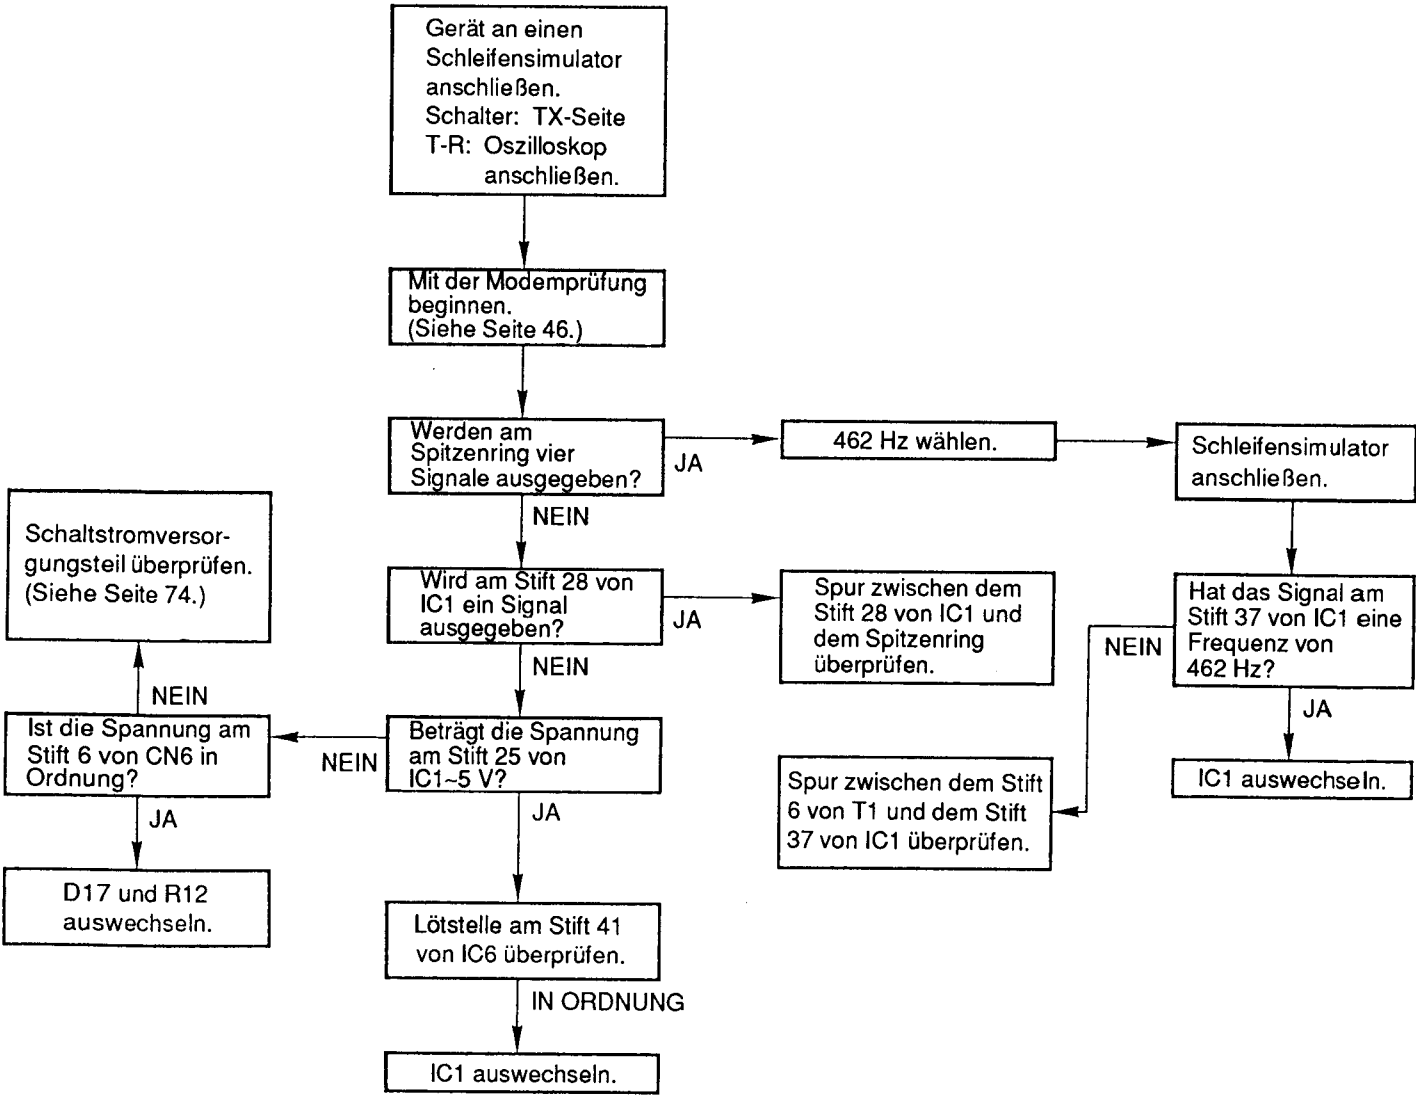 Gerät an einen
Schleifensimulator
anschließen.
Schalter: TX-Seite
T-R: Oszilloskop
anschließen.
Mit der Modemprüfung
beginnen.
(Siehe Seite 46.)
Werden am
Spitzenring vier
Signale ausgegeben?
JA
462 Hz wählen.
Schleifensimulator
anschließen.
NEIN
Schaltstromversor-
gungsteil überprüfen.
(Siehe Seite 74.)
Wird am Stift 28 von
IC1 ein Signal
ausgegeben?
JA
Spur zwischen dem
Stift 28 von IC1 und
dem Spitzenring
überprüfen.
Hat das Signal am
Stift 37 von IC1 eine
Frequenz von
462 Hz?
NEIN
NEIN
NEIN
JA
Ist die Spannung am
Stift 6 von CN6 in
Ordnung?
NEIN
Beträgt die Spannung
am Stift 25 von
IC1~5 V?
Spur zwischen dem Stift
6 von T1 und dem Stift
37 von IC1 überprüfen.
IC1 auswechseln.
JA
JA
D17 und R12
auswechseln.
Lötstelle am Stift 41
von IC6 überprüfen.
IN ORDNUNG
IC1 auswechseln.